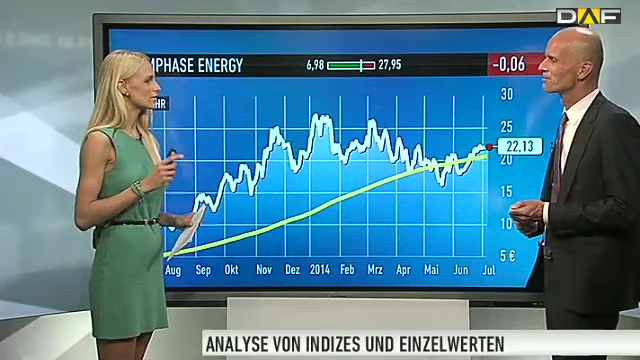 DAF
MPHASE ENERGY
6,98
27,95
-0,06
HR
30
25
22,13
20
15
10
5 €
Aug Sep Okt Nov Dez 2014 Feb Mrz Apr Mai Jun Jul
ANALYSE VON INDIZES UND EINZELWERTEN